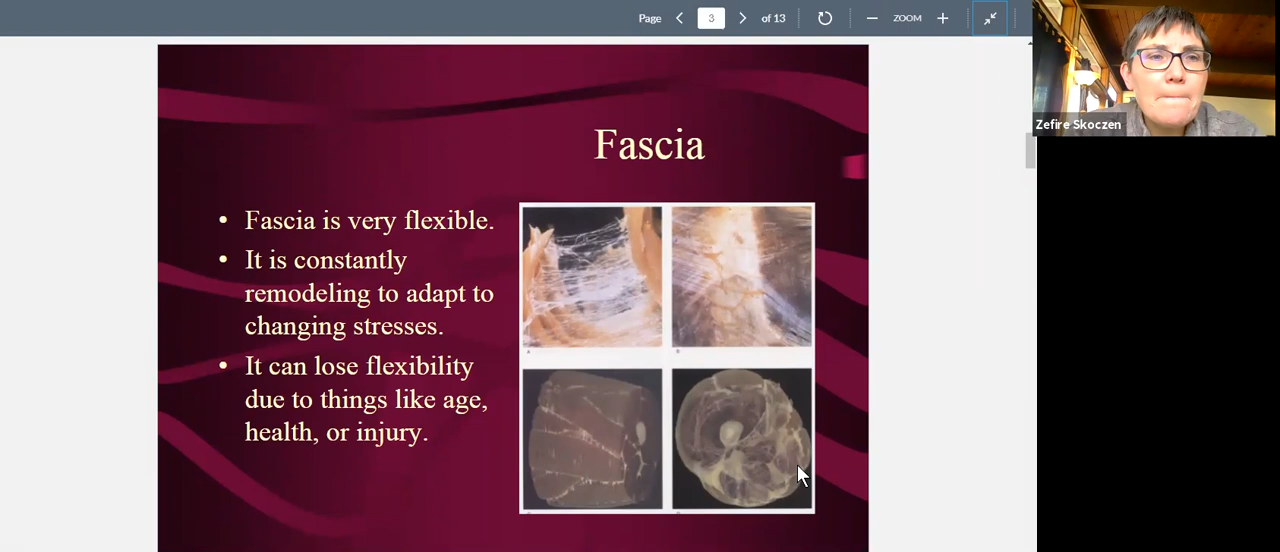 Page 3 of 13 ZOOM
Zefire Skoczen
Fascia
• Fascia is very flexible.
• It is constantly
remodeling to adapt to
changing stresses.
• It can lose flexibility
due to things like age,
health, or injury.